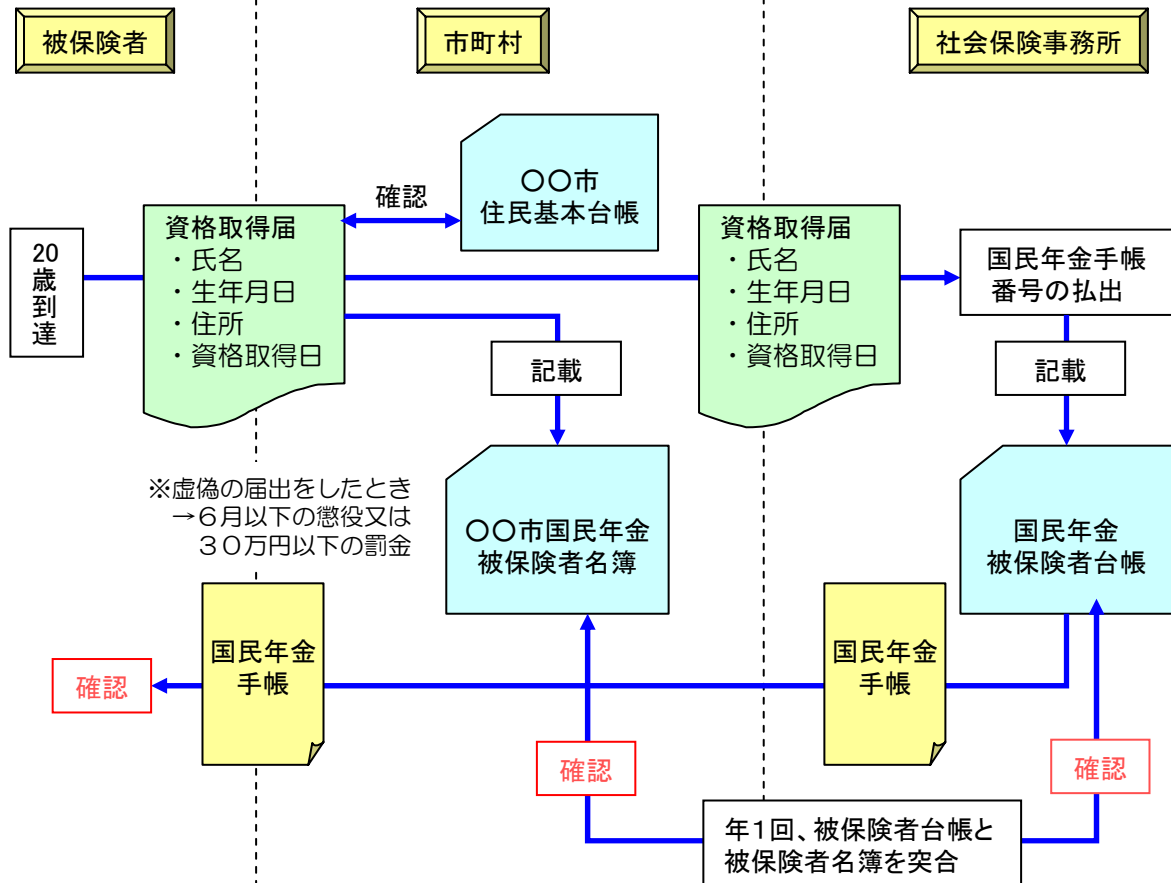 被保険者
市町村
社会保険事務所
〇〇市
住民基本台帳
確認
20
歳
到
達
資格取得届
・氏名
・生年月日
・住所
・資格取得日
資格取得届
・氏名
・生年月日
・住所
・資格取得日
国民年金手帳
番号の払出
記載
記載
※虚偽の届出をしたとき
→６月以下の懲役又は
３０万円以下の罰金
〇〇市国民年金
被保険者名簿
国民年金
被保険者台帳
確認
国民年金
手帳
国民年金
手帳
確認
確認
年１回、被保険者台帳と
被保険者名簿を突合